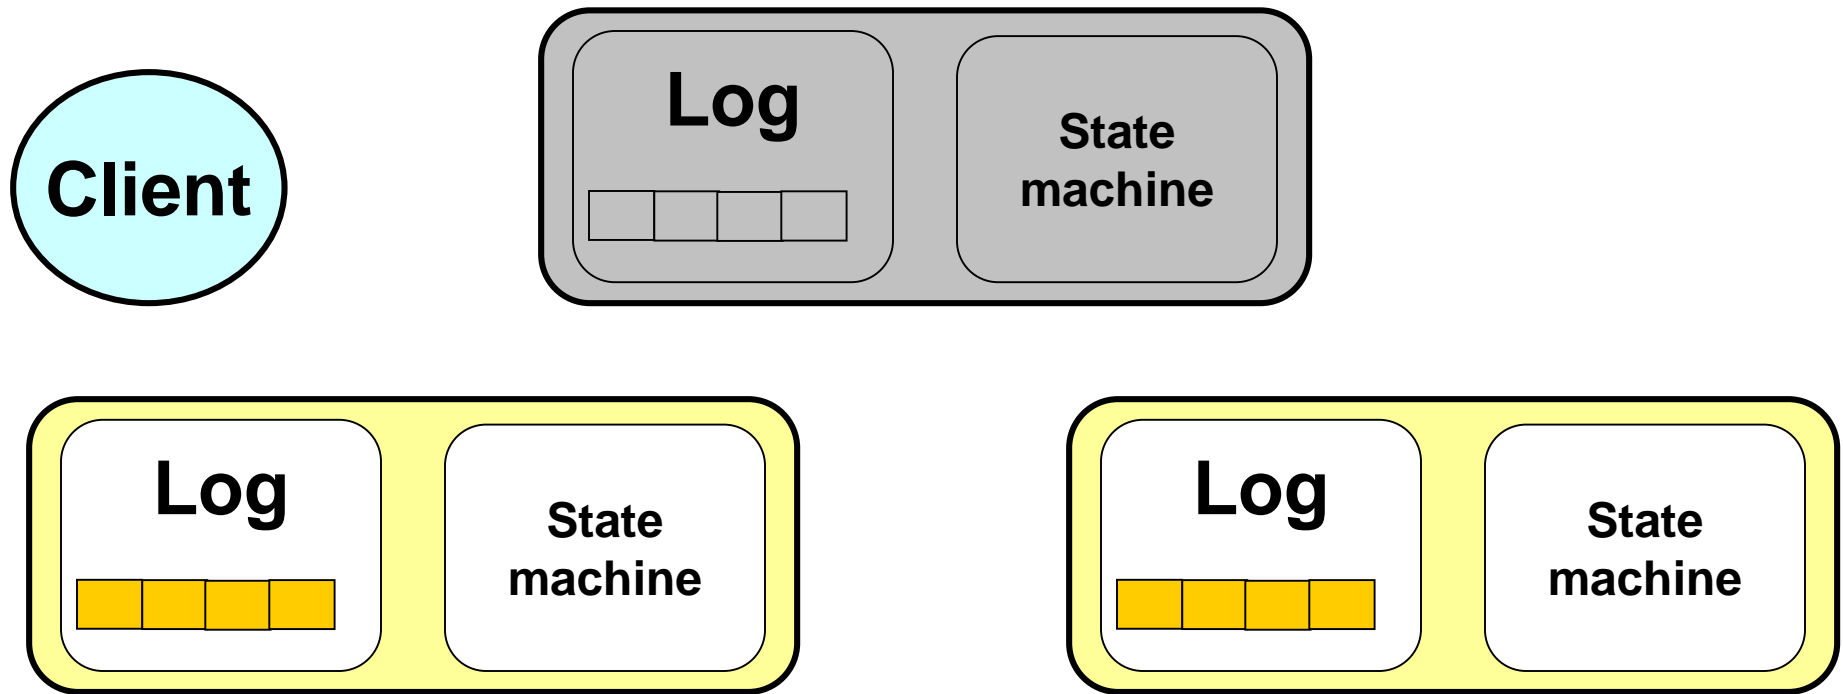 Client
Log
State
machine
Log
State
machine
Log
State
machine